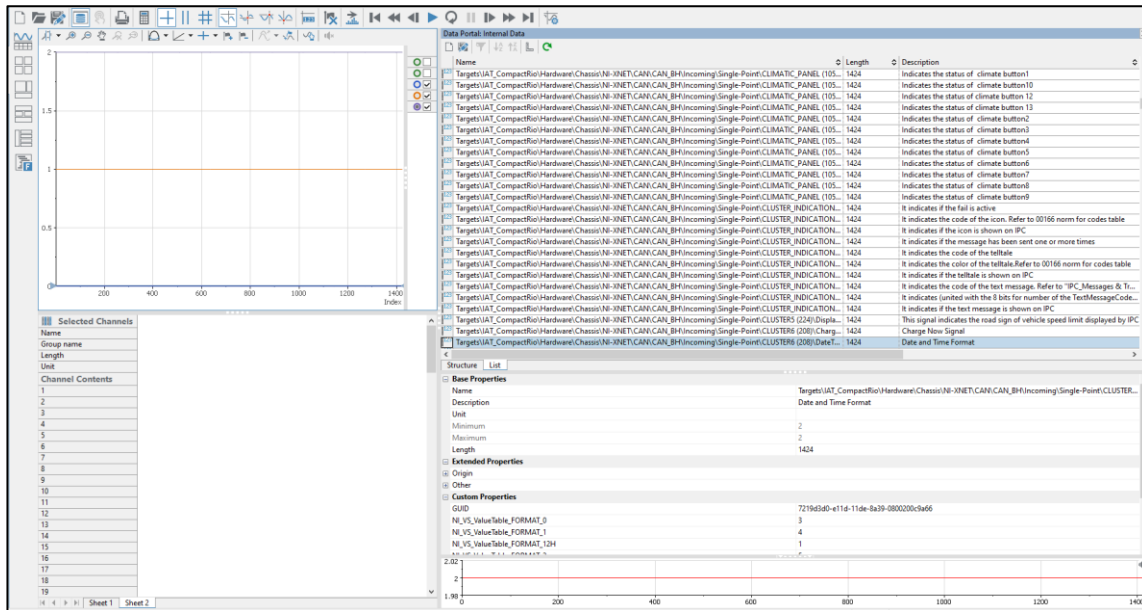 Data Portal: Internal Data
2
1.5
1
0.5
0
200 400 600 800 1000 1200 1400
Index
Name Length Description
Targets\IAT_CompactRio\Hardware\Chassis\NI-XNET\CAN\CAN_BH\Incoming\Single-Point\CLIMATIC_PANEL (105... 1424 Indicates the status of climate button1
Targets\IAT_CompactRio\Hardware\Chassis\NI-XNET\CAN\CAN_BH\Incoming\Single-Point\CLIMATIC_PANEL (105... 1424 Indicates the status of climate button10
Targets\IAT_CompactRio\Hardware\Chassis\NI-XNET\CAN\CAN_BH\Incoming\Single-Point\CLIMATIC_PANEL (105... 1424 Indicates the status of climate button 12
Targets\IAT_CompactRio\Hardware\Chassis\NI-XNET\CAN\CAN_BH\Incoming\Single-Point\CLIMATIC_PANEL (105... 1424 Indicates the status of climate button 13
Targets\IAT_CompactRio\Hardware\Chassis\NI-XNET\CAN\CAN_BH\Incoming\Single-Point\CLIMATIC_PANEL (105... 1424 Indicates the status of climate button2
Targets\IAT_CompactRio\Hardware\Chassis\NI-XNET\CAN\CAN_BH\Incoming\Single-Point\CLIMATIC_PANEL (105... 1424 Indicates the status of climate button3
Targets\IAT_CompactRio\Hardware\Chassis\NI-XNET\CAN\CAN_BH\Incoming\Single-Point\CLIMATIC_PANEL (105... 1424 Indicates the status of climate button4
Targets\IAT_CompactRio\Hardware\Chassis\NI-XNET\CAN\CAN_BH\Incoming\Single-Point\CLIMATIC_PANEL (105... 1424 Indicates the status of climate button5
Targets\IAT_CompactRio\Hardware\Chassis\NI-XNET\CAN\CAN_BH\Incoming\Single-Point\CLIMATIC_PANEL (105... 1424 Indicates the status of climate button6
Targets\IAT_CompactRio\Hardware\Chassis\NI-XNET\CAN\CAN_BH\Incoming\Single-Point\CLIMATIC_PANEL (105... 1424 Indicates the status of climate button7
Targets\IAT_CompactRio\Hardware\Chassis\NI-XNET\CAN\CAN_BH\Incoming\Single-Point\CLIMATIC_PANEL (105... 1424 Indicates the status of climate button8
Targets\IAT_CompactRio\Hardware\Chassis\NI-XNET\CAN\CAN_BH\Incoming\Single-Point\CLIMATIC_PANEL (105... 1424 Indicates the status of climate button9
Targets\IAT_CompactRio\Hardware\Chassis\NI-XNET\CAN\CAN_BH\Incoming\Single-Point\CLUSTER_INDICATION... 1424 It indicates if the fail is active
Targets\IAT_CompactRio\Hardware\Chassis\NI-XNET\CAN\CAN_BH\Incoming\Single-Point\CLUSTER_INDICATION... 1424 It indicates the code of the icon. Refer to 00166 norm for codes table
Targets\IAT_CompactRio\Hardware\Chassis\NI-XNET\CAN\CAN_BH\Incoming\Single-Point\CLUSTER_INDICATION... 1424 It indicates if the icon is shown on IPC
Targets\IAT_CompactRio\Hardware\Chassis\NI-XNET\CAN\CAN_BH\Incoming\Single-Point\CLUSTER_INDICATION... 1424 It indicates if the message has been sent one or more times
Targets\IAT_CompactRio\Hardware\Chassis\NI-XNET\CAN\CAN_BH\Incoming\Single-Point\CLUSTER_INDICATION... 1424 It indicates the code of the telltale
Targets\IAT_CompactRio\Hardware\Chassis\NI-XNET\CAN\CAN_BH\Incoming\Single-Point\CLUSTER_INDICATION... 1424 It indicates the color of the telltale.Refer to 00166 norm for codes table
Targets\IAT_CompactRio\Hardware\Chassis\NI-XNET\CAN\CAN_BH\Incoming\Single-Point\CLUSTER_INDICATION... 1424 It indicates if the telltale is shown on IPC
Targets\IAT_CompactRio\Hardware\Chassis\NI-XNET\CAN\CAN_BH\Incoming\Single-Point\CLUSTER_INDICATION... 1424 It indicates the code of the text message. Refer to "IPC_Messages & Tr...
Targets\IAT_CompactRio\Hardware\Chassis\NI-XNET\CAN\CAN_BH\Incoming\Single-Point\CLUSTER_INDICATION... 1424 It indicates (united with the 8 bits for number of the TextMessageCode...
Targets\IAT_CompactRio\Hardware\Chassis\NI-XNET\CAN\CAN_BH\Incoming\Single-Point\CLUSTER_INDICATION... 1424 It indicates if the text message is shown on IPC
Targets\IAT_CompactRio\Hardware\Chassis\NI-XNET\CAN\CAN_BH\Incoming\Single-Point\CLUSTER5 (224)\Displa... 1424 This signal indicates the road sign of vehicle speed limit displayed by IPC
Targets\IAT_CompactRio\Hardware\Chassis\NI-XNET\CAN\CAN_BH\Incoming\Single-Point\CLUSTER6 (208)\Charg... 1424 Charge Now Signal
Targets\IAT_CompactRio\Hardware\Chassis\NI-XNET\CAN\CAN_BH\Incoming\Single-Point\CLUSTER6 (208)\DateT... 1424 Date and Time Format
Structure List
Selected Channels
Name
Group name
Length
Unit
Channel Contents
1
2
3
4
5
6
7
8
9
10
11
12
13
14
15
16
17
18
19
Sheet 1 Sheet 2
Base Properties
Name Targets\IAT_CompactRio\Hardware\Chassis\NI-XNET\CAN\CAN_BH\Incoming\Single-Point\CLUSTER...
Description Date and Time Format
Unit
Minimum 2
Maximum 2
Length 1424
Extended Properties
Origin
Other
Custom Properties
GUID 7219d3d0-e11d-11de-8a39-0800200c9a66
NI_VS_ValueTable_FORMAT_0 3
NI_VS_ValueTable_FORMAT_1 4
NI_VS_ValueTable_FORMAT_12H 1
2.02
2
1.98
0 200 400 600 800 1000 1200 1400